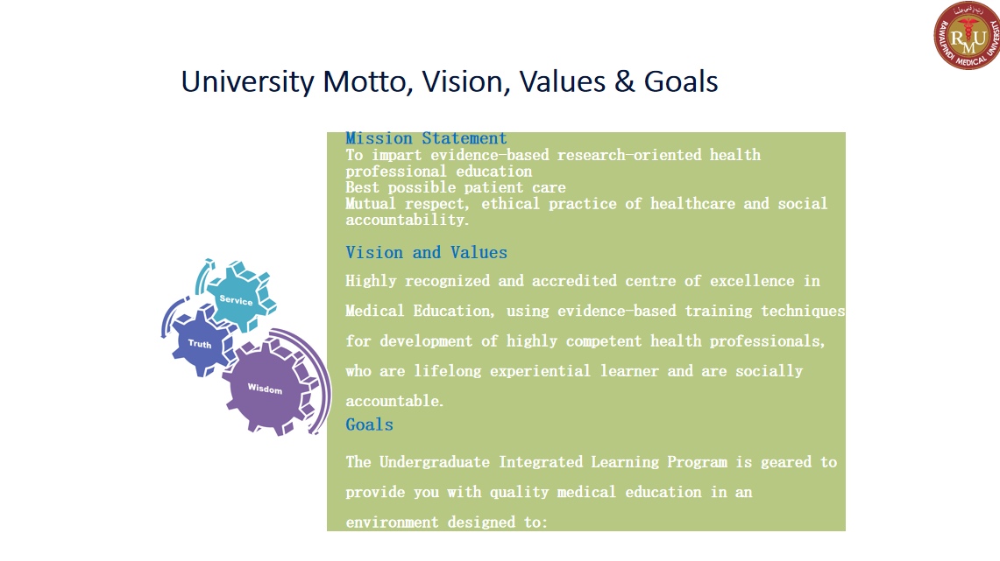 RAWALPINDI MEDICAL UNIVERSITY
RMU
University Motto, Vision, Values & Goals
Mission Statement
To impart evidence-based research-oriented health
professional education
Best possible patient care
Mutual respect, ethical practice of healthcare and social
accountability.
Vision and Values
Highly recognized and accredited centre of excellence in
Medical Education, using evidence-based training techniques
for development of highly competent health professionals,
who are lifelong experiential learner and are socially
accountable.
Goals
The Undergraduate Integrated Learning Program is geared to
provide you with quality medical education in an
environment designed to:
Service
Truth
Wisdom